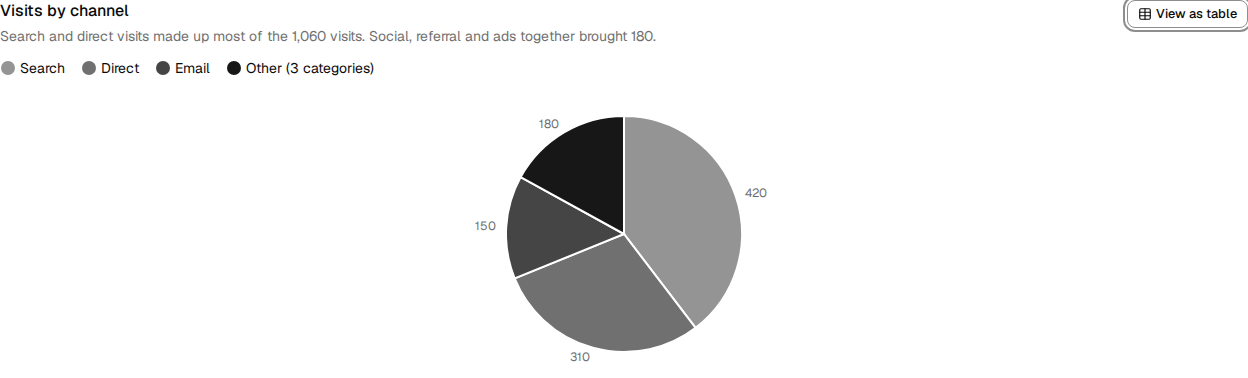 Visits by channel
View as table
Search and direct visits made up most of the 1,060 visits. Social, referral and ads together brought 180.
Search
Direct
Email
Other (3 categories)
180
420
150
310